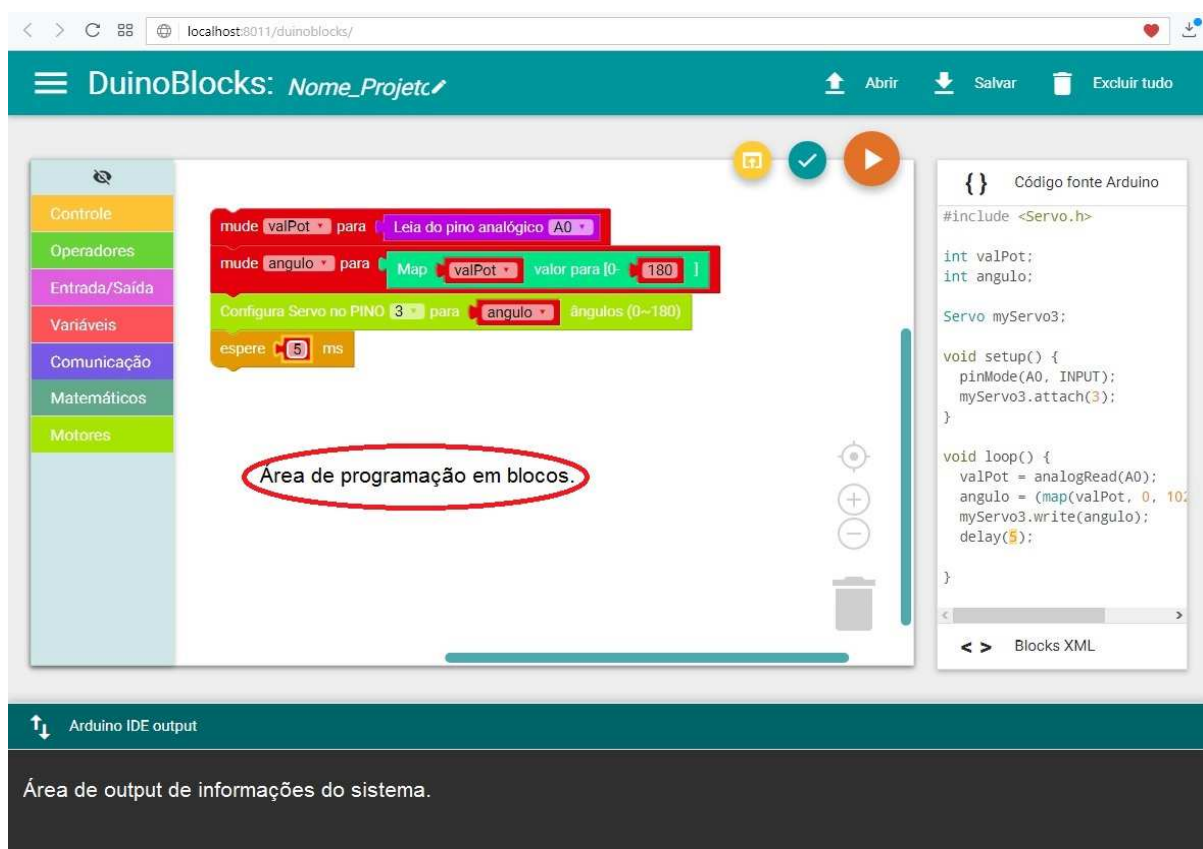 localhost:8011/duinoblocks/
DuinoBlocks: Nome_Projeto
Abrir
Salvar
Excluir tudo
Controle
Operadores
Entrada/Saída
Variáveis
Comunicação
Matemáticos
Motores
mude valPot para Leia do pino analógico A0
mude angulo para Map valPot valor para [0- 180 ]
Configura Servo no PINO 3 para angulo ângulos (0~180)
espere 5 ms
Área de programação em blocos.
{ } Código fonte Arduino
#include <Servo.h>
int valPot;
int angulo;
Servo myServo3;
void setup() {
pinMode(A0, INPUT);
myServo3.attach(3);
}
void loop() {
valPot = analogRead(A0);
angulo = (map(valPot, 0, 102
myServo3.write(angulo);
delay(5);
}
< > Blocks XML
Arduino IDE output
Área de output de informações do sistema.